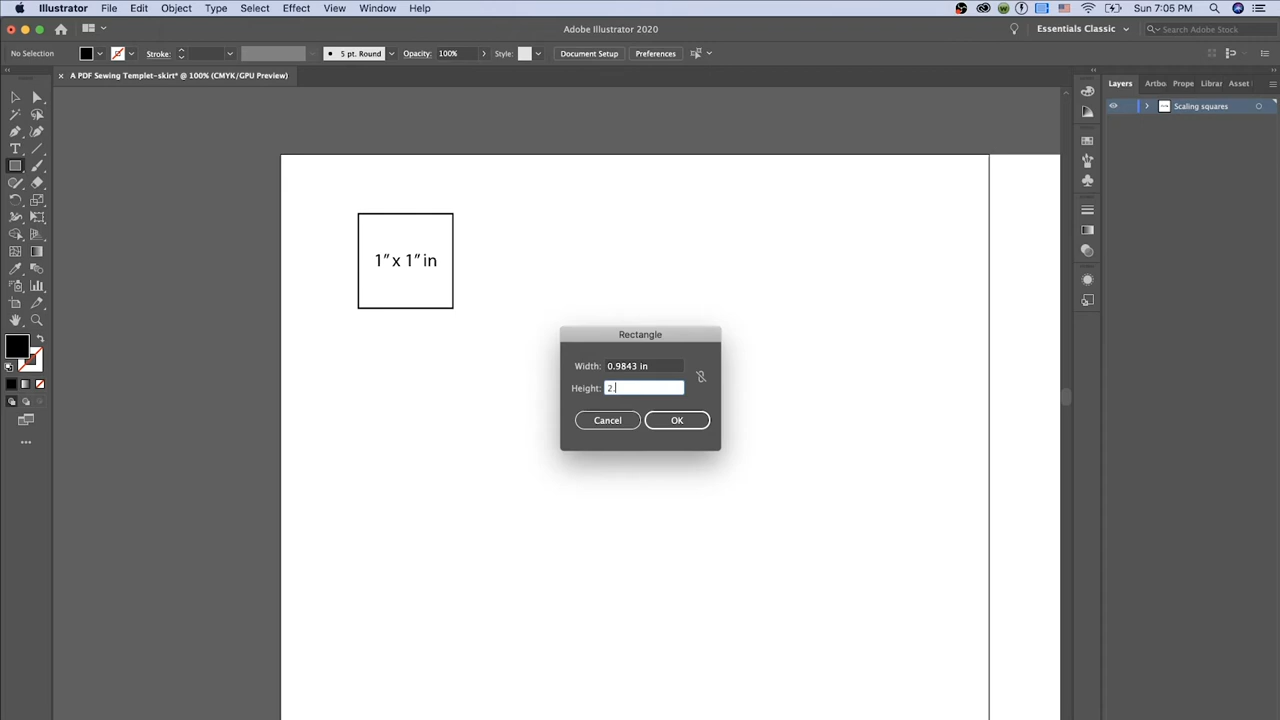 Illustrator File Edit Object Type Select Effect View Window Help Sun 7:05 PM
Adobe Illustrator 2020 Essentials Classic Search Adobe Stock
No Selection Stroke: 5 pt. Round Opacity: 100% Style: Document Setup Preferences
× A PDF Sewing Templet-skirt* @ 100% (CMYK/GPU Preview) Layers Artbo Prope Librar Asset
Scaling squares
1” x 1” in
Rectangle
Width: 0.9843 in
Height: 2.
Cancel OK